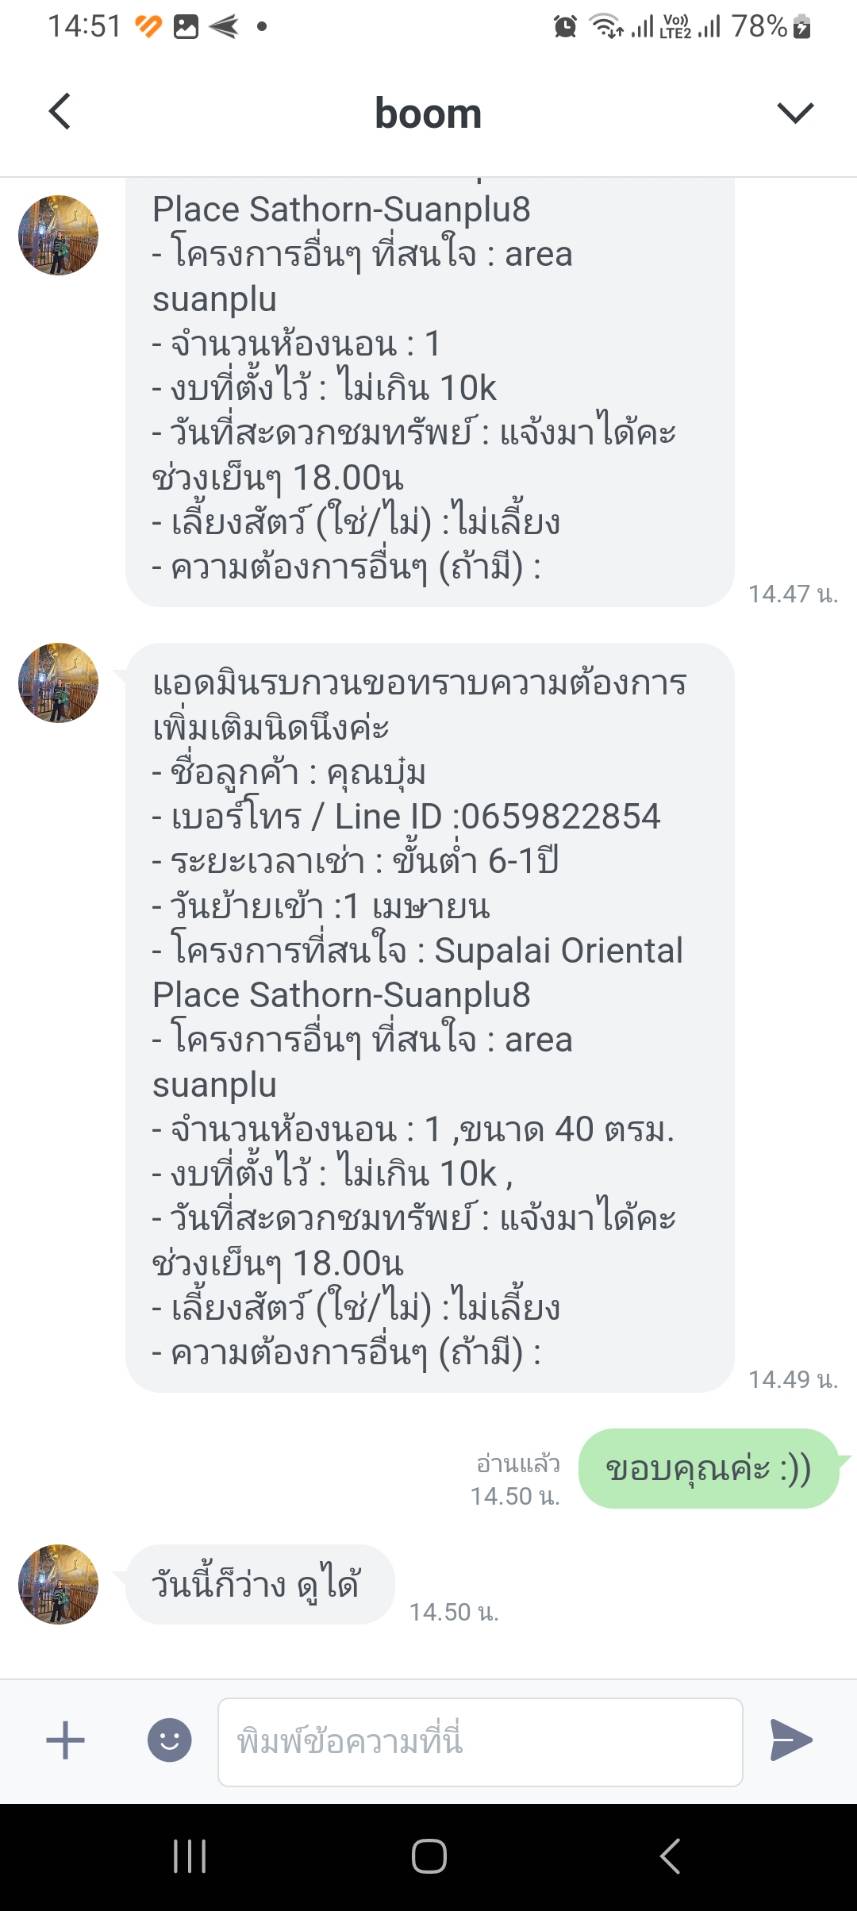 14:51
Vo))
LTE2
78%
boom
Place Sathorn-Suanplu8
- โครงการอื่นๆ ที่สนใจ : area
suanplu
- จำนวนห้องนอน : 1
- งบที่ตั้งไว้ : ไม่เกิน 10k
- วันที่สะดวกชมทรัพย์ : แจ้งมาได้คะ
ช่วงเย็นๆ 18.00น
- เลี้ยงสัตว์ (ใช่/ไม่) :ไม่เลี้ยง
- ความต้องการอื่นๆ (ถ้ามี) :
14.47 น.
แอดมินรบกวนขอทราบความต้องการ
เพิ่มเติมนิดนึงค่ะ
- ชื่อลูกค้า : คุณบุ๋ม
- เบอร์โทร / Line ID :0659822854
- ระยะเวลาเช่า : ขั้นต่ำ 6-1ปี
- วันย้ายเข้า :1 เมษายน
- โครงการที่สนใจ : Supalai Oriental
Place Sathorn-Suanplu8
- โครงการอื่นๆ ที่สนใจ : area
suanplu
- จำนวนห้องนอน : 1 ,ขนาด 40 ตรม.
- งบที่ตั้งไว้ : ไม่เกิน 10k ,
- วันที่สะดวกชมทรัพย์ : แจ้งมาได้คะ
ช่วงเย็นๆ 18.00น
- เลี้ยงสัตว์ (ใช่/ไม่) :ไม่เลี้ยง
- ความต้องการอื่นๆ (ถ้ามี) :
14.49 น.
ขอบคุณค่ะ :))
อ่านแล้ว
14.50 น.
วันนี้ก็ว่าง ดูได้
14.50 น.
พิมพ์ข้อความที่นี่